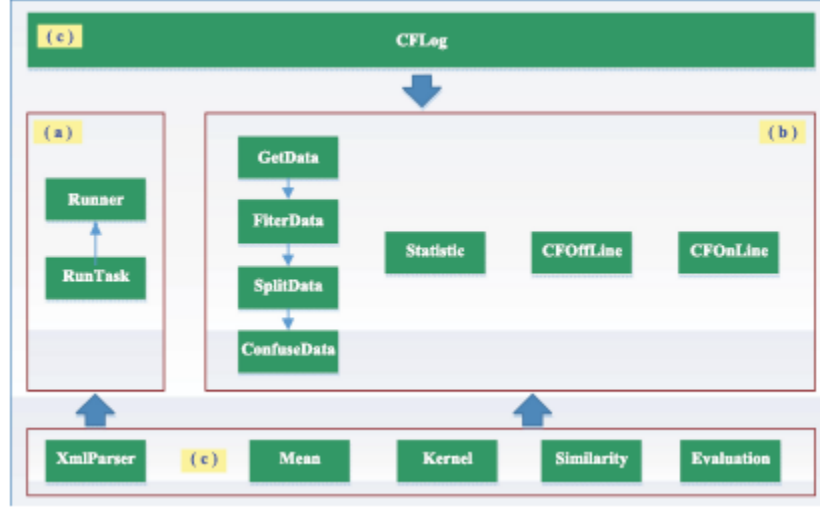 (c)
CFLog
(a)
(b)
GetData
Runner
FiterData
Statistic
CFOffLine
CFOnLine
RunTask
SplitData
ConfuseData
XmlParser
(c)
Mean
Kernel
Similarity
Evaluation